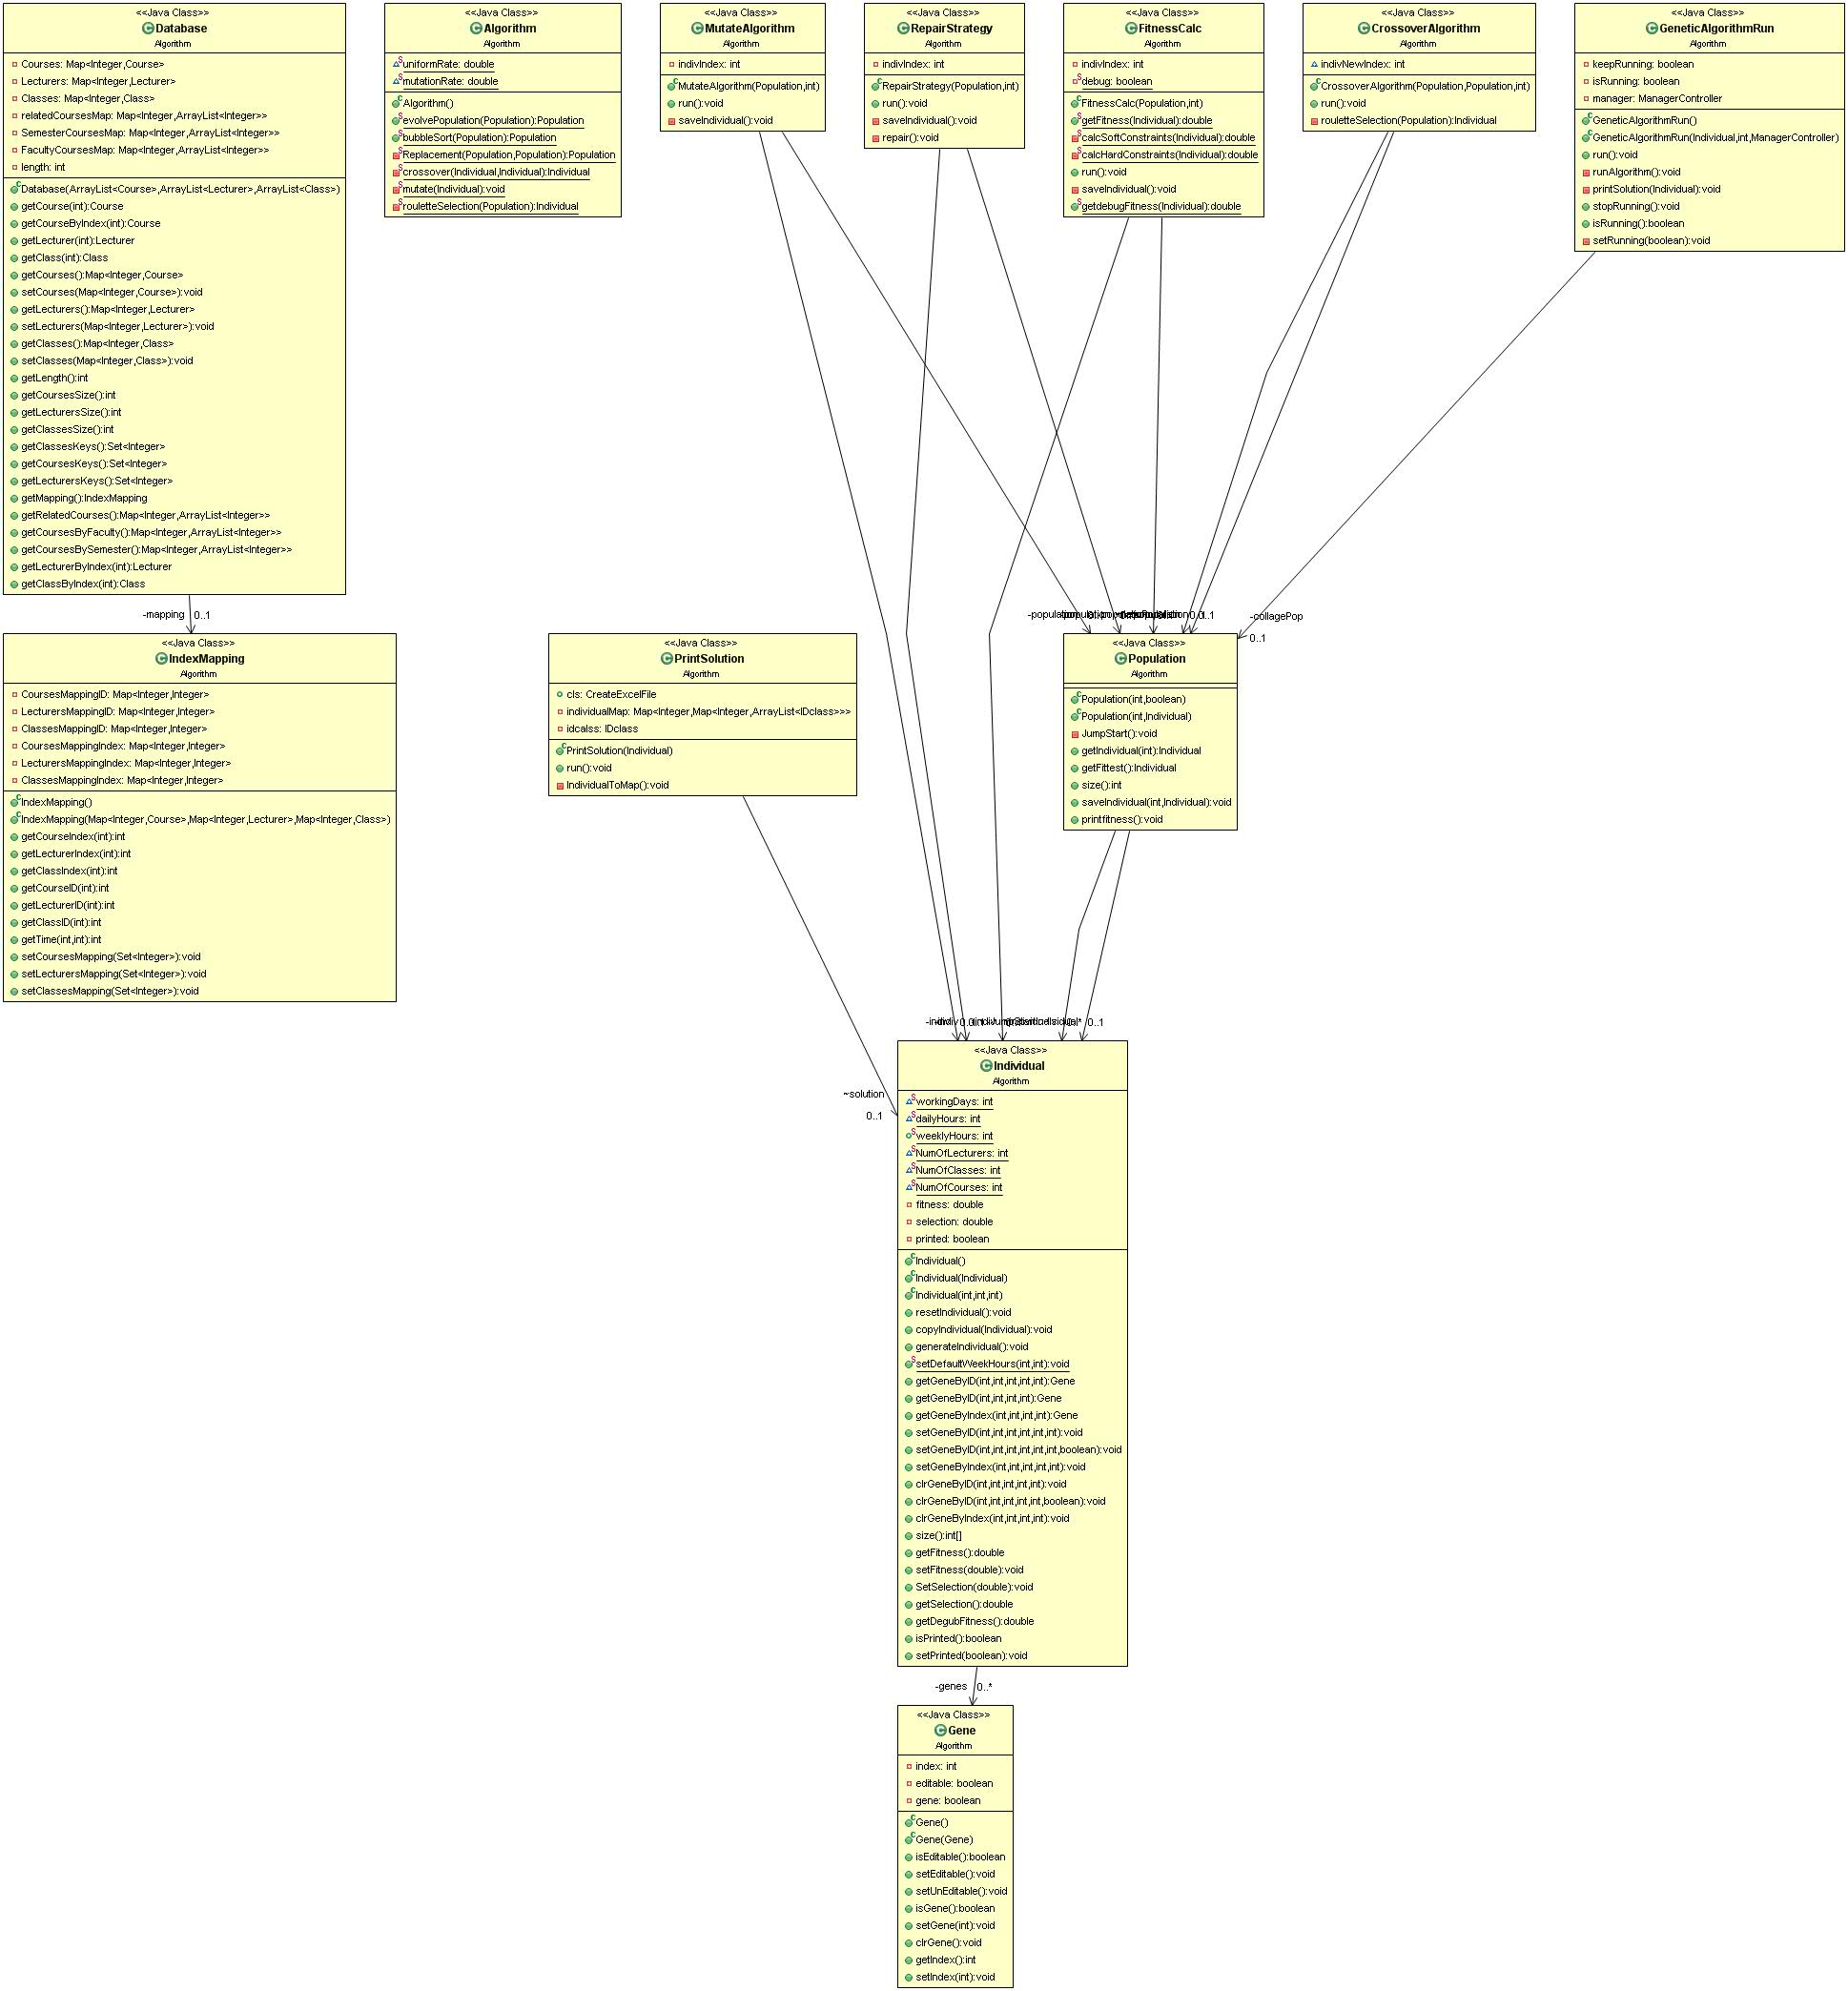 <<Java Class>>
Database
Algorithm
Courses: Map<Integer,Course>
Lecturers: Map<Integer,Lecturer>
Classes: Map<Integer,Class>
relatedCoursesMap: Map<Integer,ArrayList<Integer>>
SemesterCoursesMap: Map<Integer,ArrayList<Integer>>
FacultyCoursesMap: Map<Integer,ArrayList<Integer>>
length: int
Database(ArrayList<Course>,ArrayList<Lecturer>,ArrayList<Class>)
getCourse(int):Course
getCourseByIndex(int):Course
getLecturer(int):Lecturer
getClass(int):Class
getCourses():Map<Integer,Course>
setCourses(Map<Integer,Course>):void
getLecturers():Map<Integer,Lecturer>
setLecturers(Map<Integer,Lecturer>):void
getClasses():Map<Integer,Class>
setClasses(Map<Integer,Class>):void
getLength():int
getCoursesSize():int
getLecturersSize():int
getClassesSize():int
getClassesKeys():Set<Integer>
getCoursesKeys():Set<Integer>
getLecturersKeys():Set<Integer>
getMapping():IndexMapping
getRelatedCourses():Map<Integer,ArrayList<Integer>>
getCoursesByFaculty():Map<Integer,ArrayList<Integer>>
getCoursesBySemester():Map<Integer,ArrayList<Integer>>
getLecturerByIndex(int):Lecturer
getClassByIndex(int):Class
<<Java Class>>
Algorithm
Algorithm
uniformRate: double
mutationRate: double
Algorithm()
evolvePopulation(Population):Population
bubbleSort(Population):Population
Replacement(Population,Population):Population
crossover(Individual,Individual):Individual
mutate(Individual):void
rouletteSelection(Population):Individual
<<Java Class>>
MutateAlgorithm
Algorithm
indivIndex: int
MutateAlgorithm(Population,int)
run():void
saveIndividual():void
<<Java Class>>
RepairStrategy
Algorithm
indivIndex: int
RepairStrategy(Population,int)
run():void
saveIndividual():void
repair():void
<<Java Class>>
FitnessCalc
Algorithm
indivIndex: int
debug: boolean
FitnessCalc(Population,int)
getFitness(Individual):double
calcSoftConstraints(Individual):double
calcHardConstraints(Individual):double
run():void
saveIndividual():void
getdebugFitness(Individual):double
<<Java Class>>
CrossoverAlgorithm
Algorithm
indivNewIndex: int
CrossoverAlgorithm(Population,Population,int)
run():void
rouletteSelection(Population):Individual
<<Java Class>>
GeneticAlgorithmRun
Algorithm
keepRunning: boolean
isRunning: boolean
manager: ManagerController
GeneticAlgorithmRun()
GeneticAlgorithmRun(Individual,int,ManagerController)
run():void
runAlgorithm():void
printSolution(Individual):void
stopRunning():void
isRunning():boolean
setRunning(boolean):void
-mapping 0..1
-population
-collagePop
0..1
<<Java Class>>
IndexMapping
Algorithm
CoursesMappingID: Map<Integer,Integer>
LecturersMappingID: Map<Integer,Integer>
ClassesMappingID: Map<Integer,Integer>
CoursesMappingIndex: Map<Integer,Integer>
LecturersMappingIndex: Map<Integer,Integer>
ClassesMappingIndex: Map<Integer,Integer>
IndexMapping()
IndexMapping(Map<Integer,Course>,Map<Integer,Lecturer>,Map<Integer,Class>)
getCourseIndex(int):int
getLecturerIndex(int):int
getClassIndex(int):int
getCourseID(int):int
getLecturerID(int):int
getClassID(int):int
getTime(int,int):int
setCoursesMapping(Set<Integer>):void
setLecturersMapping(Set<Integer>):void
setClassesMapping(Set<Integer>):void
<<Java Class>>
PrintSolution
Algorithm
cls: CreateExcelFile
individualMap: Map<Integer,Map<Integer,ArrayList<IDclass>>>
idcalss: IDclass
PrintSolution(Individual)
run():void
IndividualToMap():void
<<Java Class>>
Population
Algorithm
Population(int,boolean)
Population(int,Individual)
JumpStart():void
getIndividual(int):Individual
getFittest():Individual
size():int
saveIndividual(int,Individual):void
printfitness():void
-indiv
0..1
~solution
0..1
<<Java Class>>
Individual
Algorithm
workingDays: int
dailyHours: int
weeklyHours: int
NumOfLecturers: int
NumOfClasses: int
NumOfCourses: int
fitness: double
selection: double
printed: boolean
Individual()
Individual(Individual)
Individual(int,int,int)
resetIndividual():void
copyIndividual(Individual):void
generateIndividual():void
setDefaultWeekHours(int,int):void
getGeneByID(int,int,int,int,int):Gene
getGeneByID(int,int,int,int):Gene
getGeneByIndex(int,int,int,int):Gene
setGeneByID(int,int,int,int,int,int):void
setGeneByID(int,int,int,int,int,int,boolean):void
setGeneByIndex(int,int,int,int,int):void
clrGeneByID(int,int,int,int,int):void
clrGeneByID(int,int,int,int,int,boolean):void
clrGeneByIndex(int,int,int,int):void
size():int[]
getFitness():double
setFitness(double):void
SetSelection(double):void
getSelection():double
getDegubFitness():double
isPrinted():boolean
setPrinted(boolean):void
-genes 0..*
<<Java Class>>
Gene
Algorithm
index: int
editable: boolean
gene: boolean
Gene()
Gene(Gene)
isEditable():boolean
setEditable():void
setUnEditable():void
isGene():boolean
setGene(int):void
clrGene():void
getIndex():int
setIndex(int):void